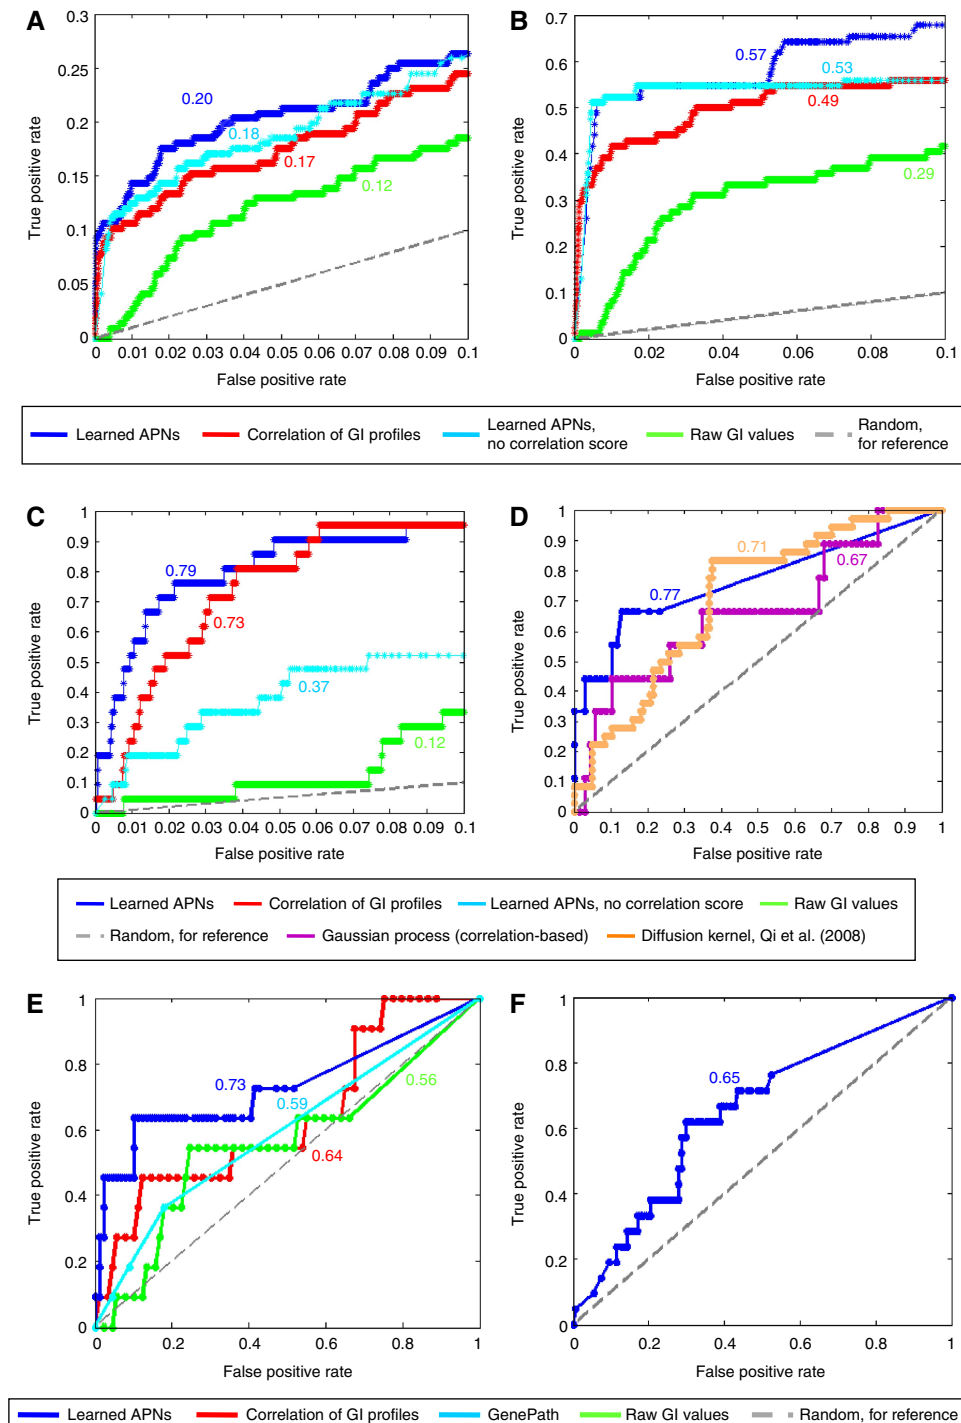 A
0.25
0.2
0.15
0.1
0.05
0
True positive rate
0.20
0.18
0.17
0.12
0 0.01 0.02 0.03 0.04 0.05 0.06 0.07 0.08 0.09 0.1
False positive rate
B
0.7
0.6
0.5
0.4
0.3
0.2
0.1
0
True positive rate
0.57
0.53
0.49
0.29
0 0.02 0.04 0.06 0.08 0.1
False positive rate
Learned APNs
Correlation of GI profiles
Learned APNs,
no correlation score
Raw GI values
Random,
for reference
C
1
0.9
0.8
0.7
0.6
0.5
0.4
0.3
0.2
0.1
0
True positive rate
0.79
0.73
0.37
0.12
0 0.01 0.02 0.03 0.04 0.05 0.06 0.07 0.08 0.09 0.1
False positive rate
D
1
0.9
0.8
0.7
0.6
0.5
0.4
0.3
0.2
0.1
0
True positive rate
0.71
0.67
0.77
0 0.1 0.2 0.3 0.4 0.5 0.6 0.7 0.8 0.9 1
False positive rate
Learned APNs
Correlation of GI profiles
Learned APNs, no correlation score
Raw GI values
Random, for reference
Gaussian process (correlation-based)
Diffusion kernel, Qi et al. (2008)
E
1
0.8
0.6
0.4
0.2
0
True positive rate
0.73
0.59
0.56
0.64
0 0.2 0.4 0.6 0.8 1
False positive rate
F
1
0.8
0.6
0.4
0.2
0
True positive rate
0.65
0 0.2 0.4 0.6 0.8 1
False positive rate
Learned APNs
Correlation of GI profiles
GenePath
Raw GI values
Random, for reference